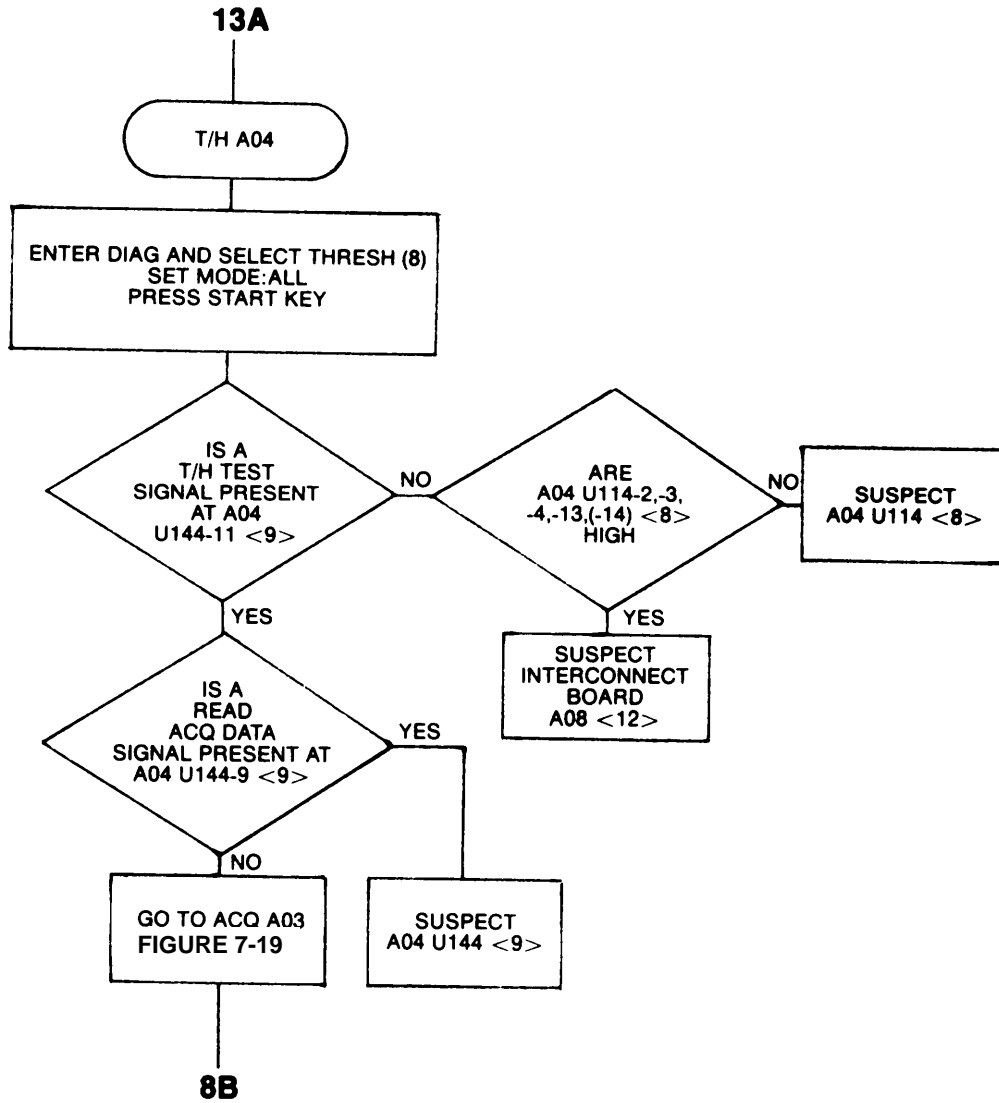 13A
T/H A04
ENTER DIAG AND SELECT THRESH (8)
SET MODE:ALL
PRESS START KEY
IS A
T/H TEST
SIGNAL PRESENT
AT A04
U144-11 <9>
NO
ARE
A04 U114-2,-3,
-4,-13,(-14) <8>
HIGH
NO
SUSPECT
A04 U114 <8>
YES
SUSPECT
INTERCONNECT
BOARD
A08 <12>
YES
IS A
READ
ACQ DATA
SIGNAL PRESENT AT
A04 U144-9 <9>
YES
SUSPECT
A04 U144 <9>
NO
GO TO ACQ A03
FIGURE 7-19
8B